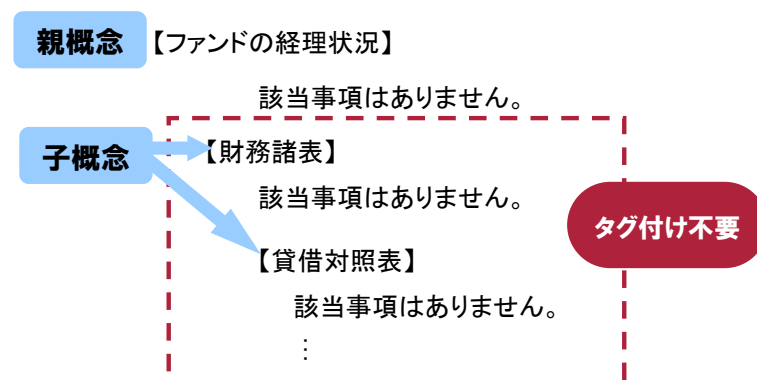 親概念 【ファンドの経理状況】
該当事項はありません。
子概念 【財務諸表】
該当事項はありません。
タグ付け不要
【貸借対照表】
該当事項はありません。
⋮